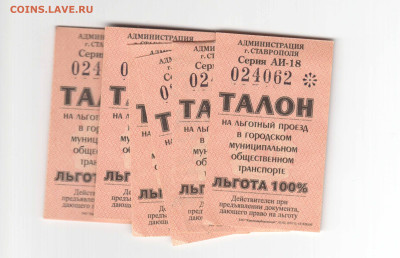 COINS.LAVE.RU
АДМИНИСТРАЦИЯ
г. СТАВРОПОЛЯ
Серия АИ-18
024062
ТАЛОН
НА ЛЬГОТНЫЙ ПРОЕЗД
В ГОРОДСКОМ
МУНИЦИПАЛЬНОМ
ОБЩЕСТВЕННОМ
ТРАНСПОРТЕ
ЛЬГОТА 100%
Действителен при
предъявлении документа,
дающего право на льготу